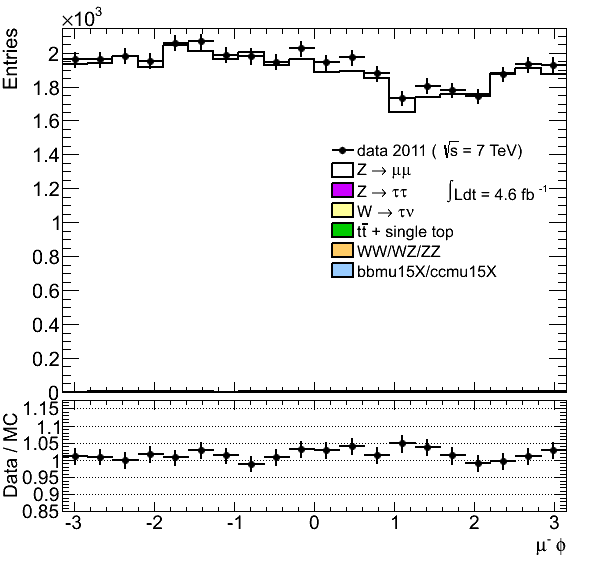 ×10³
Entries
2
1.8
1.6
1.4
1.2
1
0.8
0.6
0.4
0.2
0
data 2011 ( √s = 7 TeV)
Z → μμ
Z → ττ
∫Ldt = 4.6 fb⁻¹
W → τν
tt̄ + single top
WW/WZ/ZZ
bbmu15X/ccmu15X
Data / MC
1.15
1.1
1.05
1
0.95
0.9
0.85
-3 -2 -1 0 1 2 3
μ⁻ ϕ